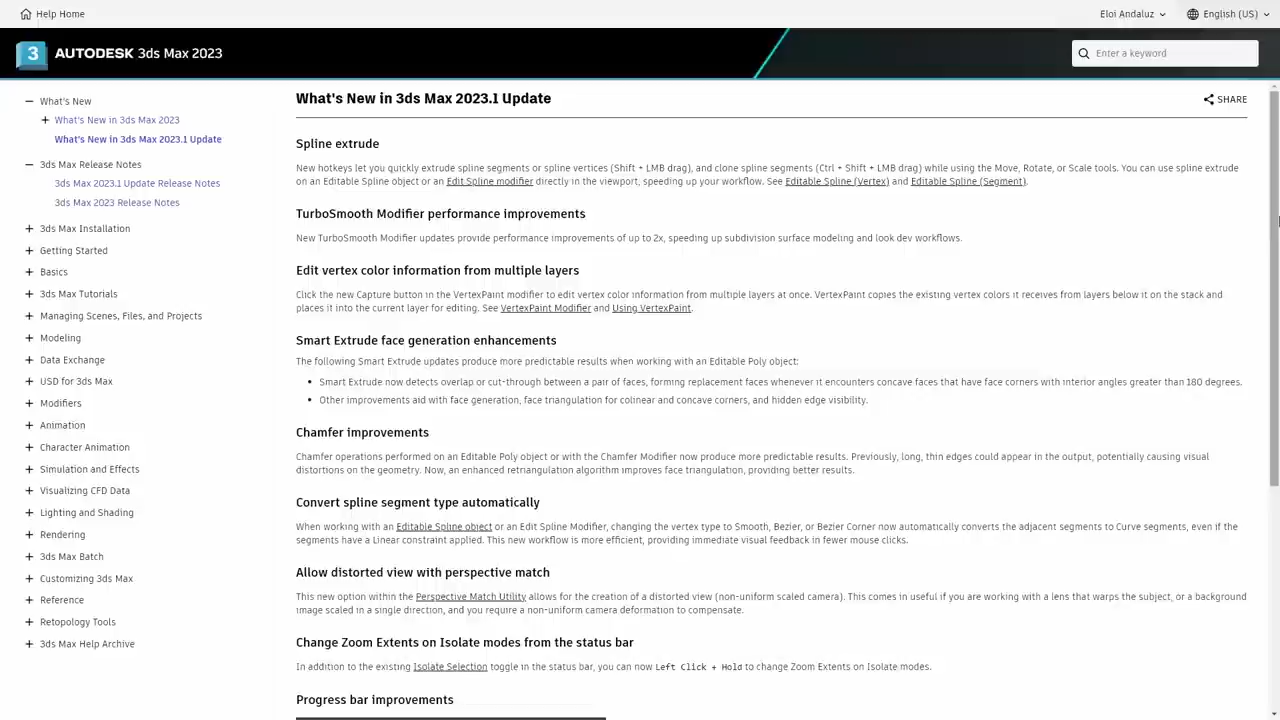 Help Home
Eloi Andaluz
English (US)
3
AUTODESK 3ds Max 2023
Enter a keyword
What's New
What's New in 3ds Max 2023
What's New in 3ds Max 2023.1 Update
3ds Max Release Notes
3ds Max 2023.1 Update Release Notes
3ds Max 2023 Release Notes
3ds Max Installation
Getting Started
Basics
3ds Max Tutorials
Managing Scenes, Files, and Projects
Modeling
Data Exchange
USD for 3ds Max
Modifiers
Animation
Character Animation
Simulation and Effects
Visualizing CFD Data
Lighting and Shading
Rendering
3ds Max Batch
Customizing 3ds Max
Reference
Retopology Tools
3ds Max Help Archive
What's New in 3ds Max 2023.1 Update
SHARE
Spline extrude
New hotkeys let you quickly extrude spline segments or spline vertices (Shift + LMB drag), and clone spline segments (Ctrl + Shift + LMB drag) while using the Move, Rotate, or Scale tools. You can use spline extrude
on an Editable Spline object or an Edit Spline modifier directly in the viewport, speeding up your workflow. See Editable Spline (Vertex) and Editable Spline (Segment).
TurboSmooth Modifier performance improvements
New TurboSmooth Modifier updates provide performance improvements of up to 2x, speeding up subdivision surface modeling and look dev workflows.
Edit vertex color information from multiple layers
Click the new Capture button in the VertexPaint modifier to edit vertex color information from multiple layers at once. VertexPaint copies the existing vertex colors it receives from layers below it on the stack and
places it into the current layer for editing. See VertexPaint Modifier and Using VertexPaint.
Smart Extrude face generation enhancements
The following Smart Extrude updates produce more predictable results when working with an Editable Poly object:
• Smart Extrude now detects overlap or cut-through between a pair of faces, forming replacement faces whenever it encounters concave faces that have face corners with interior angles greater than 180 degrees.
• Other improvements aid with face generation, face triangulation for colinear and concave corners, and hidden edge visibility.
Chamfer improvements
Chamfer operations performed on an Editable Poly object or with the Chamfer Modifier now produce more predictable results. Previously, long, thin edges could appear in the output, potentially causing visual
distortions on the geometry. Now, an enhanced retriangulation algorithm improves face triangulation, providing better results.
Convert spline segment type automatically
When working with an Editable Spline object or an Edit Spline Modifier, changing the vertex type to Smooth, Bezier, or Bezier Corner now automatically converts the adjacent segments to Curve segments, even if the
segments have a Linear constraint applied. This new workflow is more efficient, providing immediate visual feedback in fewer mouse clicks.
Allow distorted view with perspective match
This new option within the Perspective Match Utility allows for the creation of a distorted view (non-uniform scaled camera). This comes in useful if you are working with a lens that warps the subject, or a background
image scaled in a single direction, and you require a non-uniform camera deformation to compensate.
Change Zoom Extents on Isolate modes from the status bar
In addition to the existing Isolate Selection toggle in the status bar, you can now Left Click + Hold to change Zoom Extents on Isolate modes.
Progress bar improvements